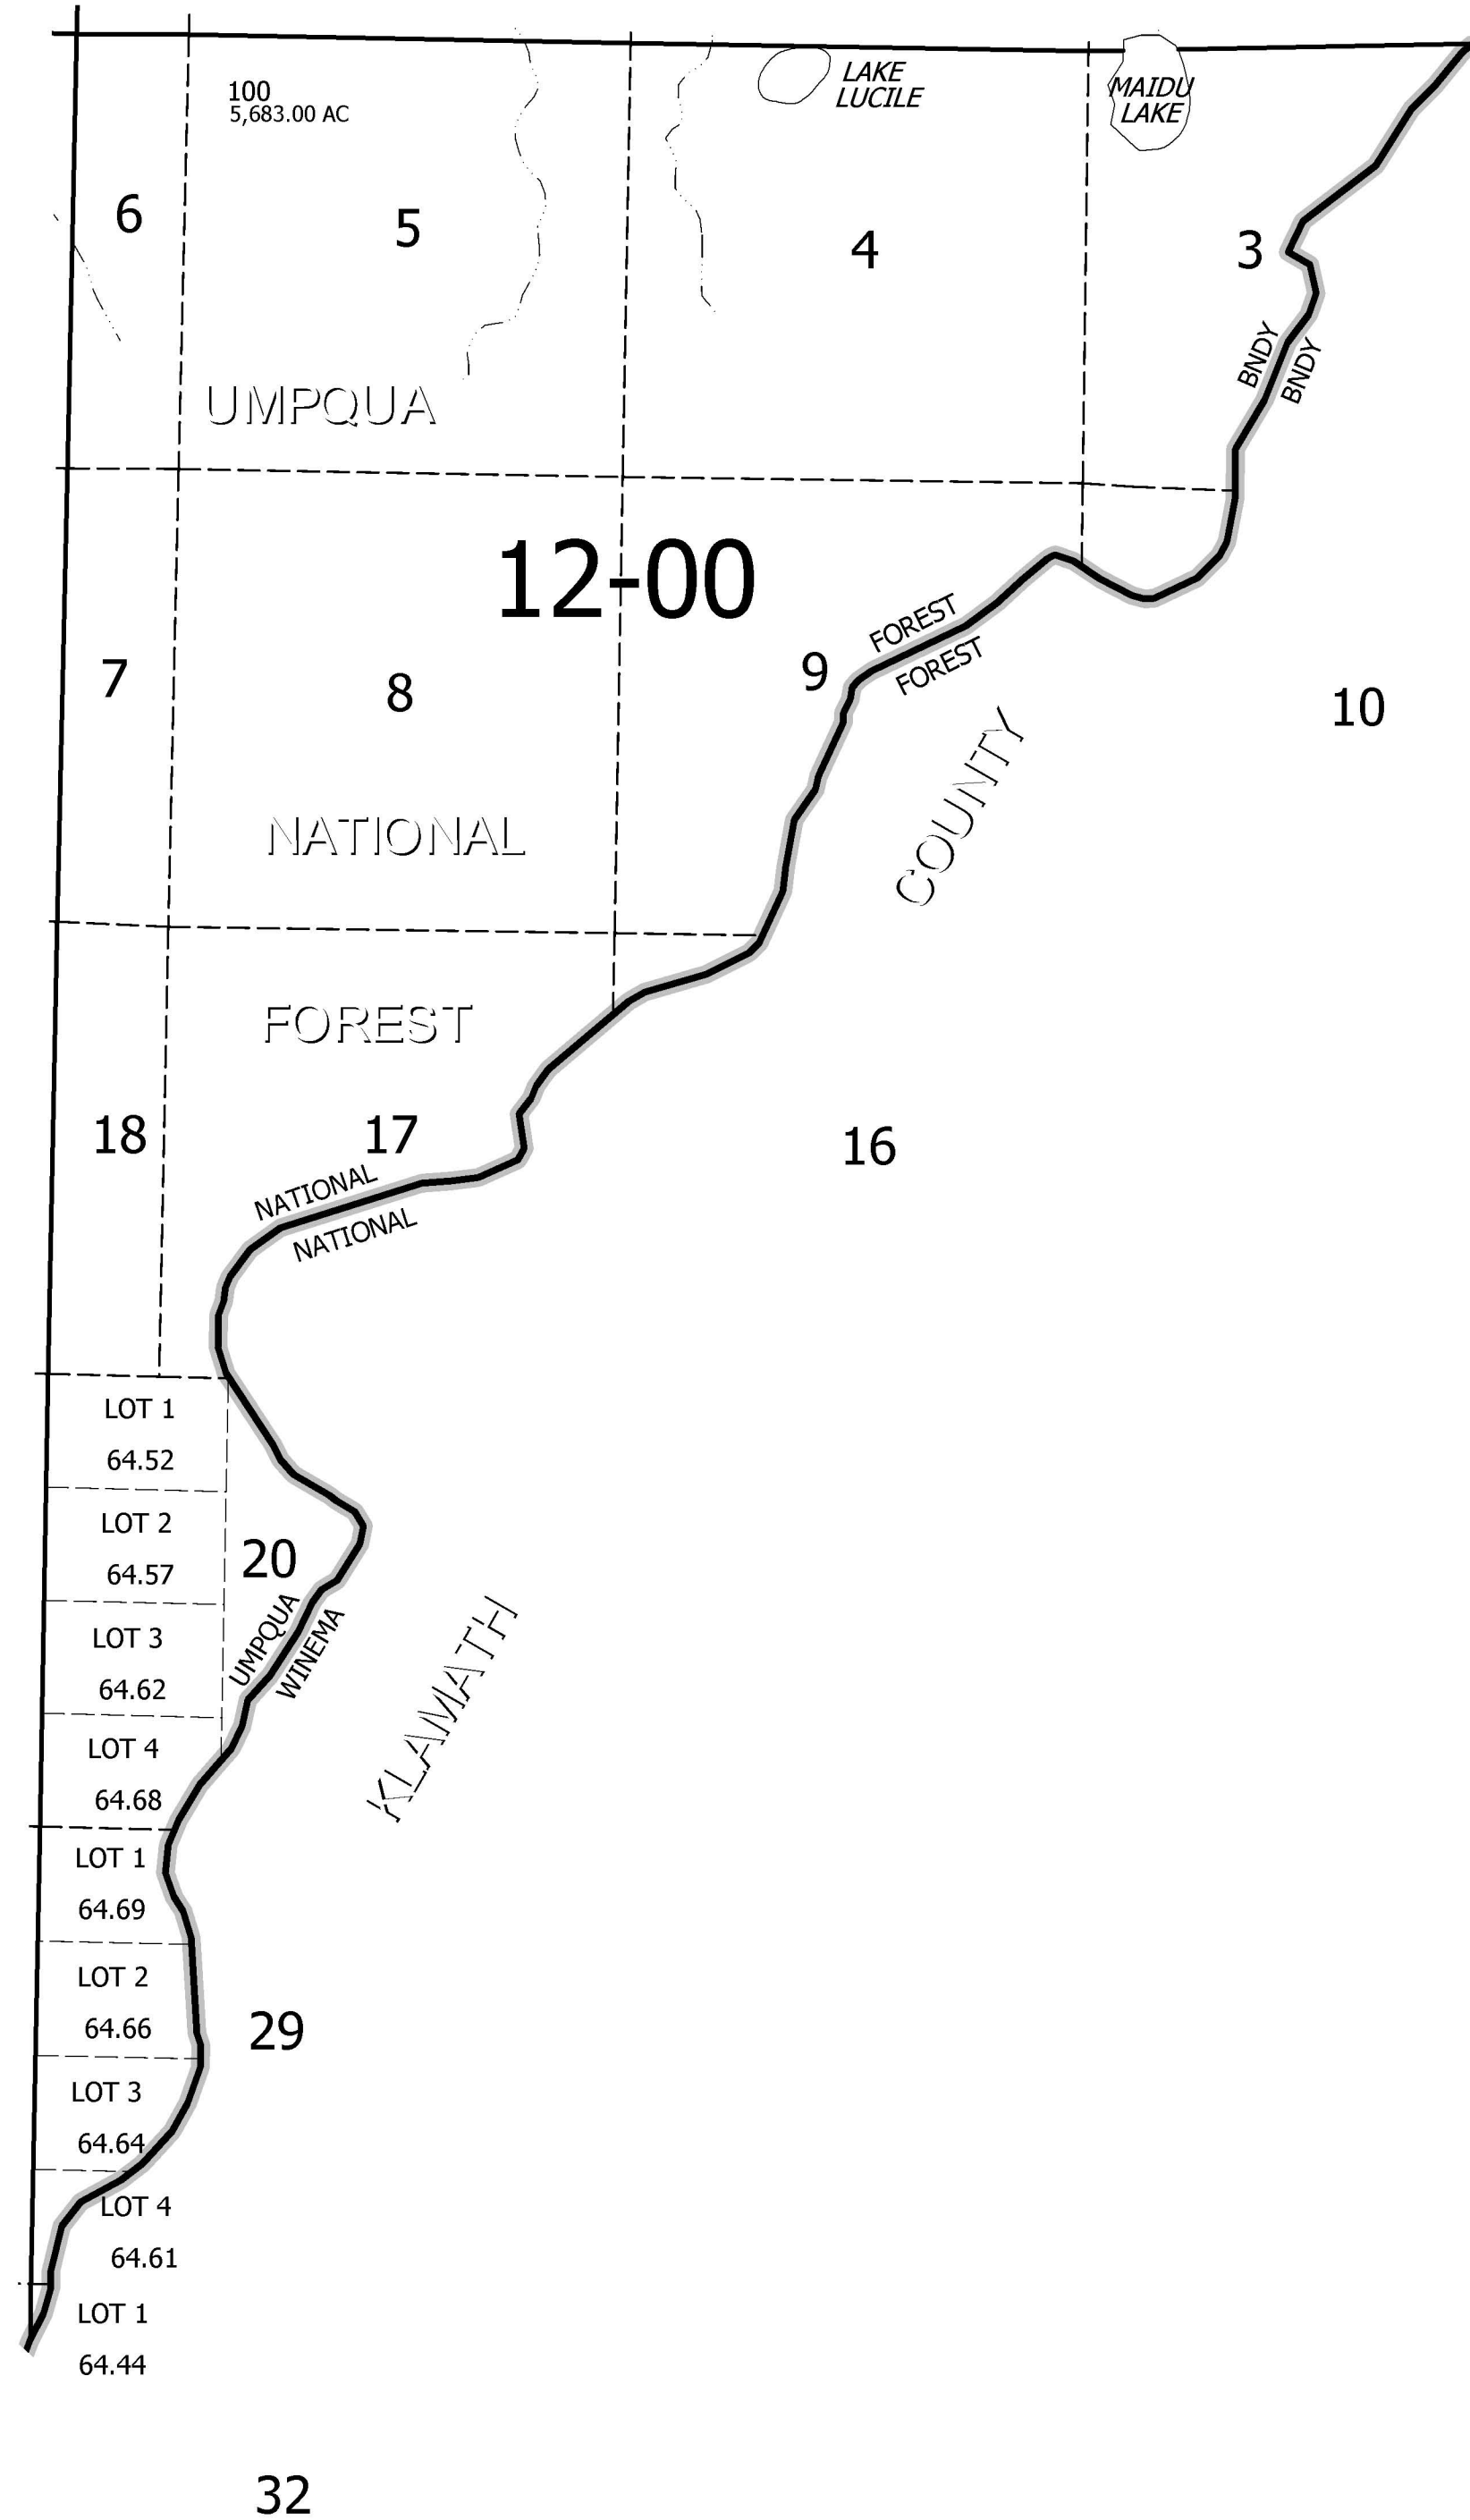 100
5,683.00 AC
LAKE
LUCILE
MAIDU
LAKE
6
5
4
3
BNDY
BNDY
UMPQUA
12-00
FOREST
FOREST
7
8
9
10
COUNTY
NATIONAL
FOREST
18
17
16
NATIONAL
NATIONAL
LOT 1
64.52
LOT 2
64.57
20
UMPQUA
WINEMA
LOT 3
64.62
KLAMATH
LOT 4
64.68
LOT 1
64.69
LOT 2
64.66
29
LOT 3
64.64
LOT 4
64.61
LOT 1
64.44
32